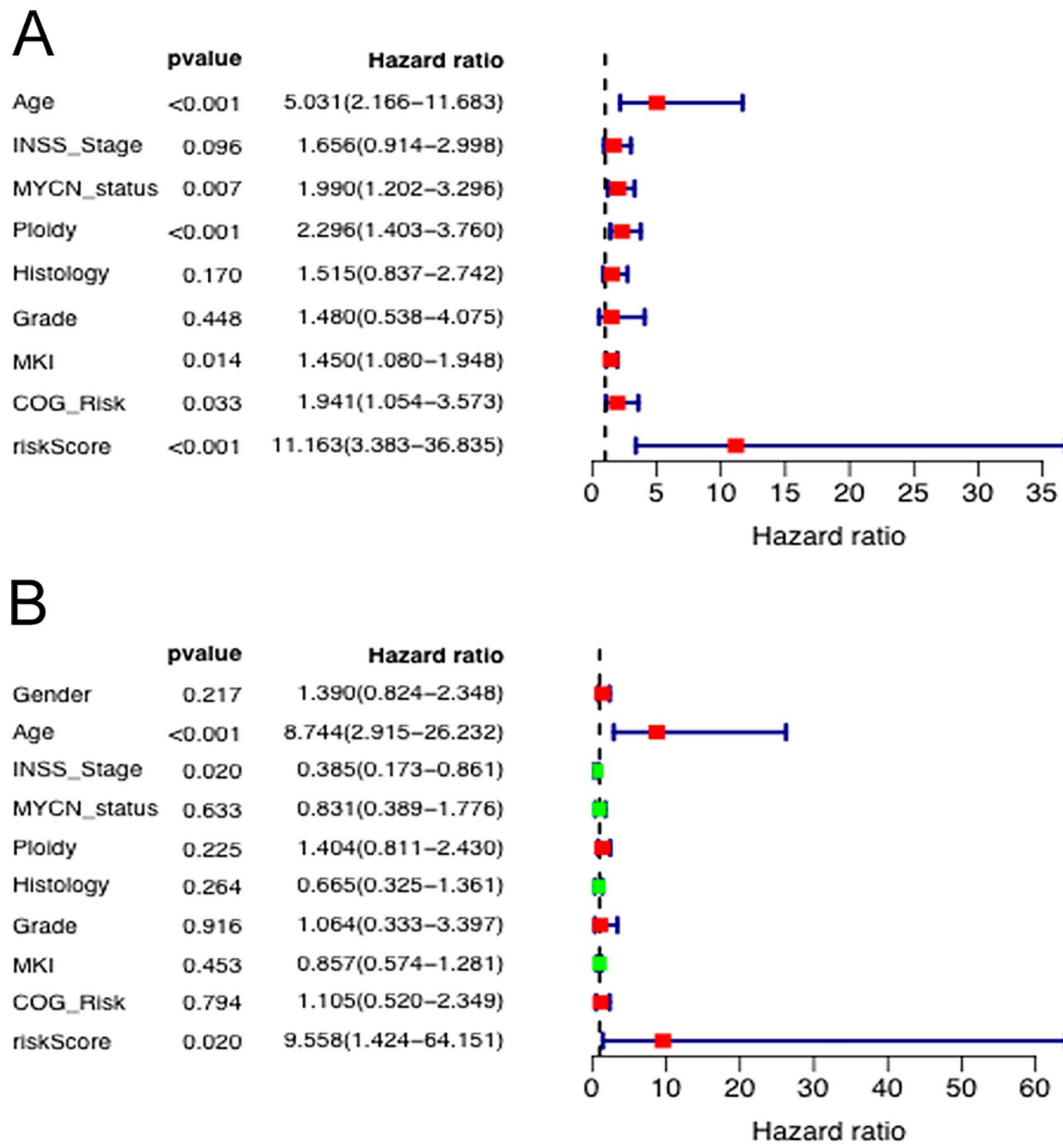 A
pvalue Hazard ratio
Age <0.001 5.031(2.166−11.683)
INSS_Stage 0.096 1.656(0.914−2.998)
MYCN_status 0.007 1.990(1.202−3.296)
Ploidy <0.001 2.296(1.403−3.760)
Histology 0.170 1.515(0.837−2.742)
Grade 0.448 1.480(0.538−4.075)
MKI 0.014 1.450(1.080−1.948)
COG_Risk 0.033 1.941(1.054−3.573)
riskScore <0.001 11.163(3.383−36.835)
0 5 10 15 20 25 30 35
Hazard ratio
B
pvalue Hazard ratio
Gender 0.217 1.390(0.824−2.348)
Age <0.001 8.744(2.915−26.232)
INSS_Stage 0.020 0.385(0.173−0.861)
MYCN_status 0.633 0.831(0.389−1.776)
Ploidy 0.225 1.404(0.811−2.430)
Histology 0.264 0.665(0.325−1.361)
Grade 0.916 1.064(0.333−3.397)
MKI 0.453 0.857(0.574−1.281)
COG_Risk 0.794 1.105(0.520−2.349)
riskScore 0.020 9.558(1.424−64.151)
0 10 20 30 40 50 60
Hazard ratio